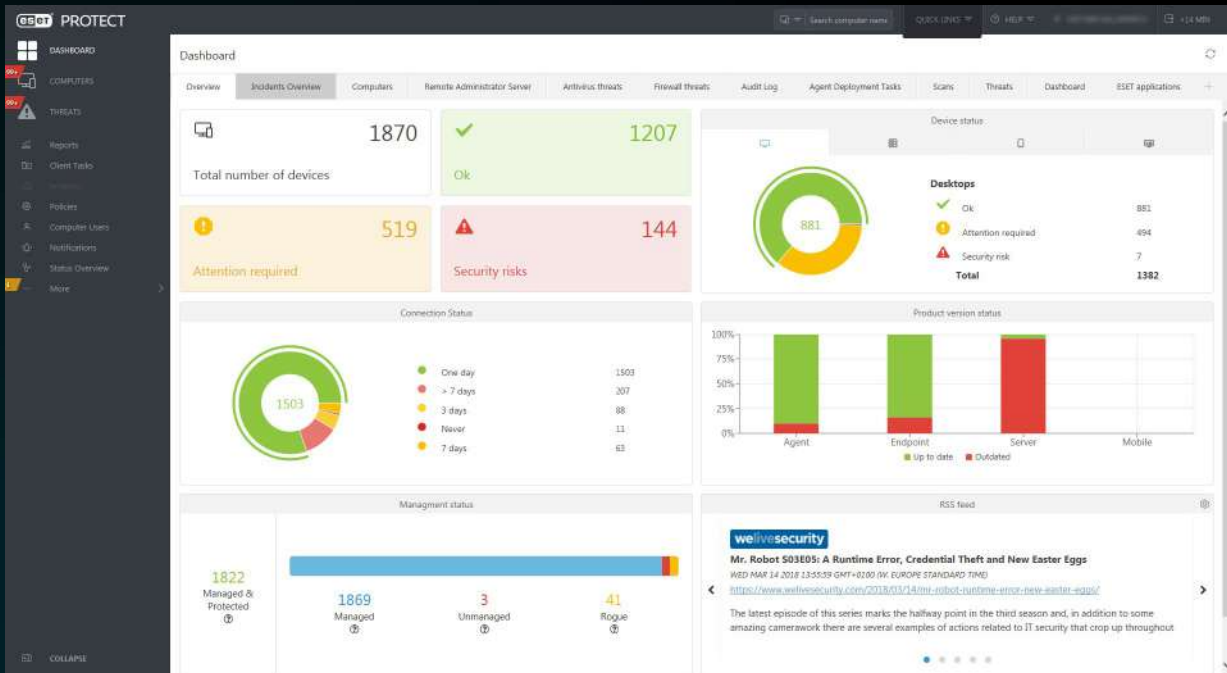 eset PROTECT
Search computer name
QUICK LINKS
HELP
>14 MIN
DASHBOARD
COMPUTERS
THREATS
99+
99+
Reports
Client Tasks
Policies
Computer Users
Notifications
Status Overview
More
COLLAPSE
Dashboard
Overview
Incidents Overview
Computers
Remote Administrator Server
Antivirus threats
Firewall threats
Audit Log
Agent Deployment Tasks
Scans
Threats
Dashboard
ESET applications
1870
Total number of devices
1207
Ok
519
Attention required
144
Security risks
Device status
881
Desktops
Ok 881
Attention required 494
Security risk 7
Total 1382
Connection Status
1503
One day 1503
> 7 days 207
3 days 88
Never 11
7 days 63
Product version status
100%
75%
50%
25%
0%
Agent Endpoint Server Mobile
Up to date Outdated
Managment status
1822
Managed &
Protected
1869
Managed
3
Unmanaged
41
Rogue
RSS feed
welivesecurity
Mr. Robot S03E05: A Runtime Error, Credential Theft and New Easter Eggs
WED MAR 14 2018 13:55:59 GMT+0100 (W. EUROPE STANDARD TIME)
https://www.welivesecurity.com/2018/03/14/mr-robot-runtime-error-new-easter-eggs/
The latest episode of this series marks the halfway point in the third season and, in addition to some
amazing camerawork there are several examples of actions related to IT security that crop up throughout